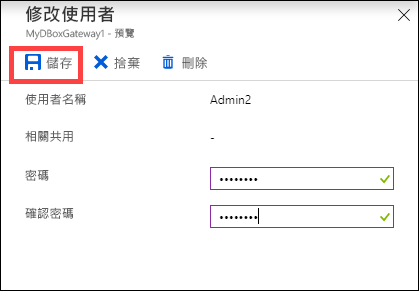 修改使用者
MyDBoxGateway1 - 預覽
儲存 捨棄 刪除
使用者名稱 Admin2
相關共用 -
密碼 ••••••••
確認密碼 ••••••••